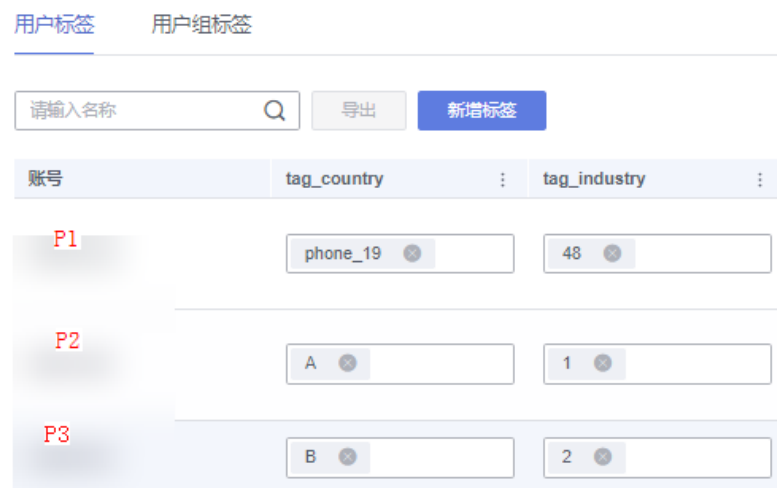 用户标签 用户组标签
请输入名称 导出 新增标签
账号 tag_country tag_industry
P1 phone_19 48
P2 A 1
P3 B 2